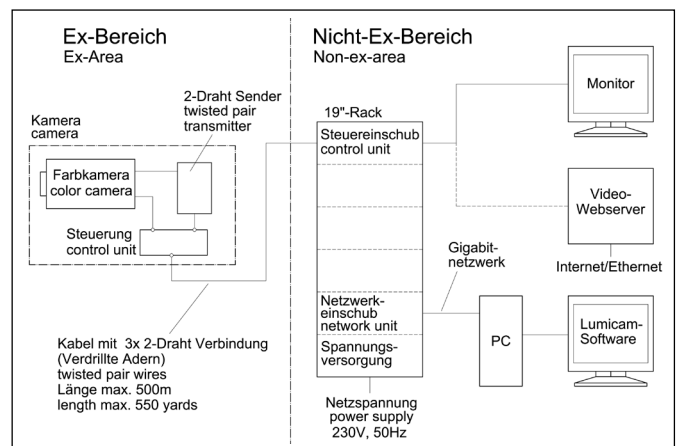 Ex-Bereich
Ex-Area
Nicht-Ex-Bereich
Non-ex-area
2-Draht Sender
twisted pair
transmitter
Kamera
camera
Farbkamera
color camera
Steuerung
control unit
Kabel mit 3x 2-Draht Verbindung
(Verdrillte Adern)
twisted pair wires
Länge max. 500m
length max. 550 yards
19"-Rack
Steuereinschub
control unit
Netzwerk-
einschub
network unit
Spannungs-
versorgung
Netzspannung
power supply
230V, 50Hz
Gigabit-
netzwerk
PC
Monitor
Video-
Webserver
Internet/Ethernet
Lumicam-
Software